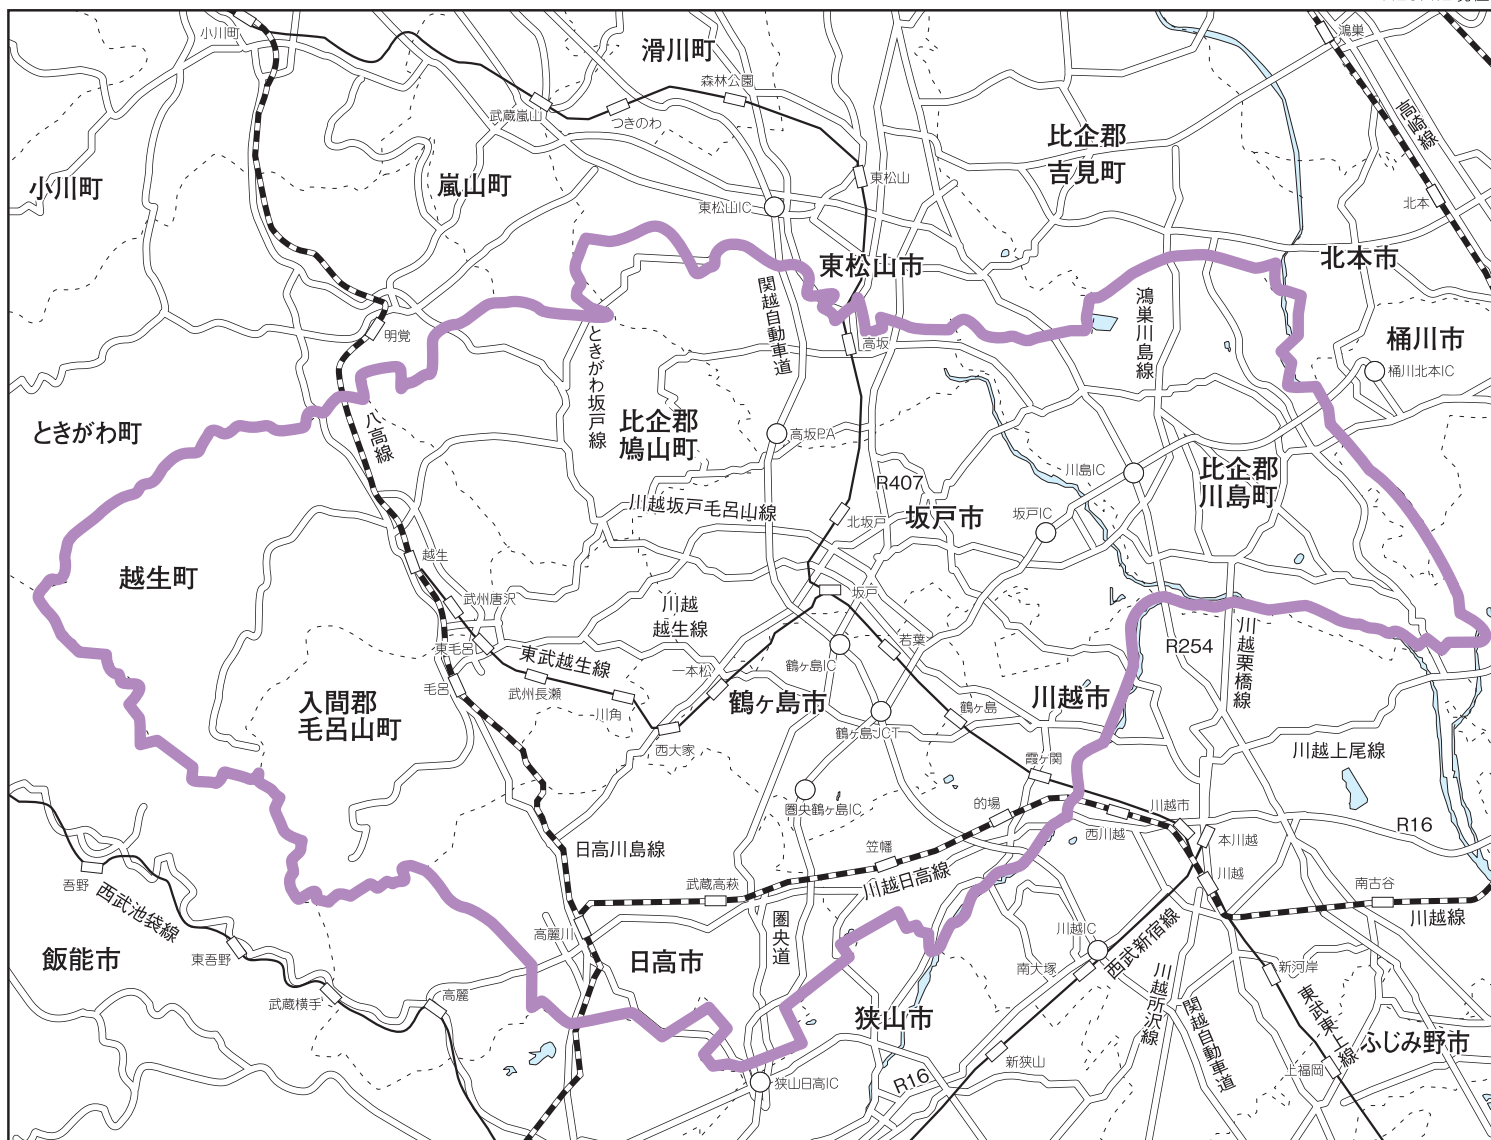 小川町
滑川町
森林公園
鴻巣
武蔵嵐山
つきのわ
高崎線
比企郡
吉見町
小川町
嵐山町
東松山
東松山IC
北本
東松山市
北本市
関越自動車道
鴻巣川島線
明覚
ときがわ坂戸線
高坂
桶川市
桶川北本IC
ときがわ町
八高線
比企郡
鳩山町
高坂PA
川島IC
比企郡
川島町
R407
川越坂戸毛呂山線
北坂戸
坂戸市
坂戸IC
越生
越生町
武州唐沢
川越
越生線
坂戸
東毛呂
東武越生線
一本松
鶴ヶ島IC
若葉
R254
川越栗橋線
毛呂
武州長瀬
川角
入間郡
毛呂山町
鶴ヶ島市
川越市
西大家
鶴ヶ島JCT
鶴ヶ島
霞ヶ関
川越上尾線
圏央鶴ヶ島IC
的場
川越市
西川越
本川越
R16
日高川島線
笠幡
川越
吾野
西武池袋線
武蔵高萩
川越日高線
南古谷
川越線
高麗川
圏央道
川越IC
西武新宿線
飯能市
東吾野
日高市
南大塚
新河岸
武蔵横手
高麗
狭山市
川越所沢線
関越自動車道
東武東上線
ふじみ野市
新狭山
上福岡
狭山日高IC
R16